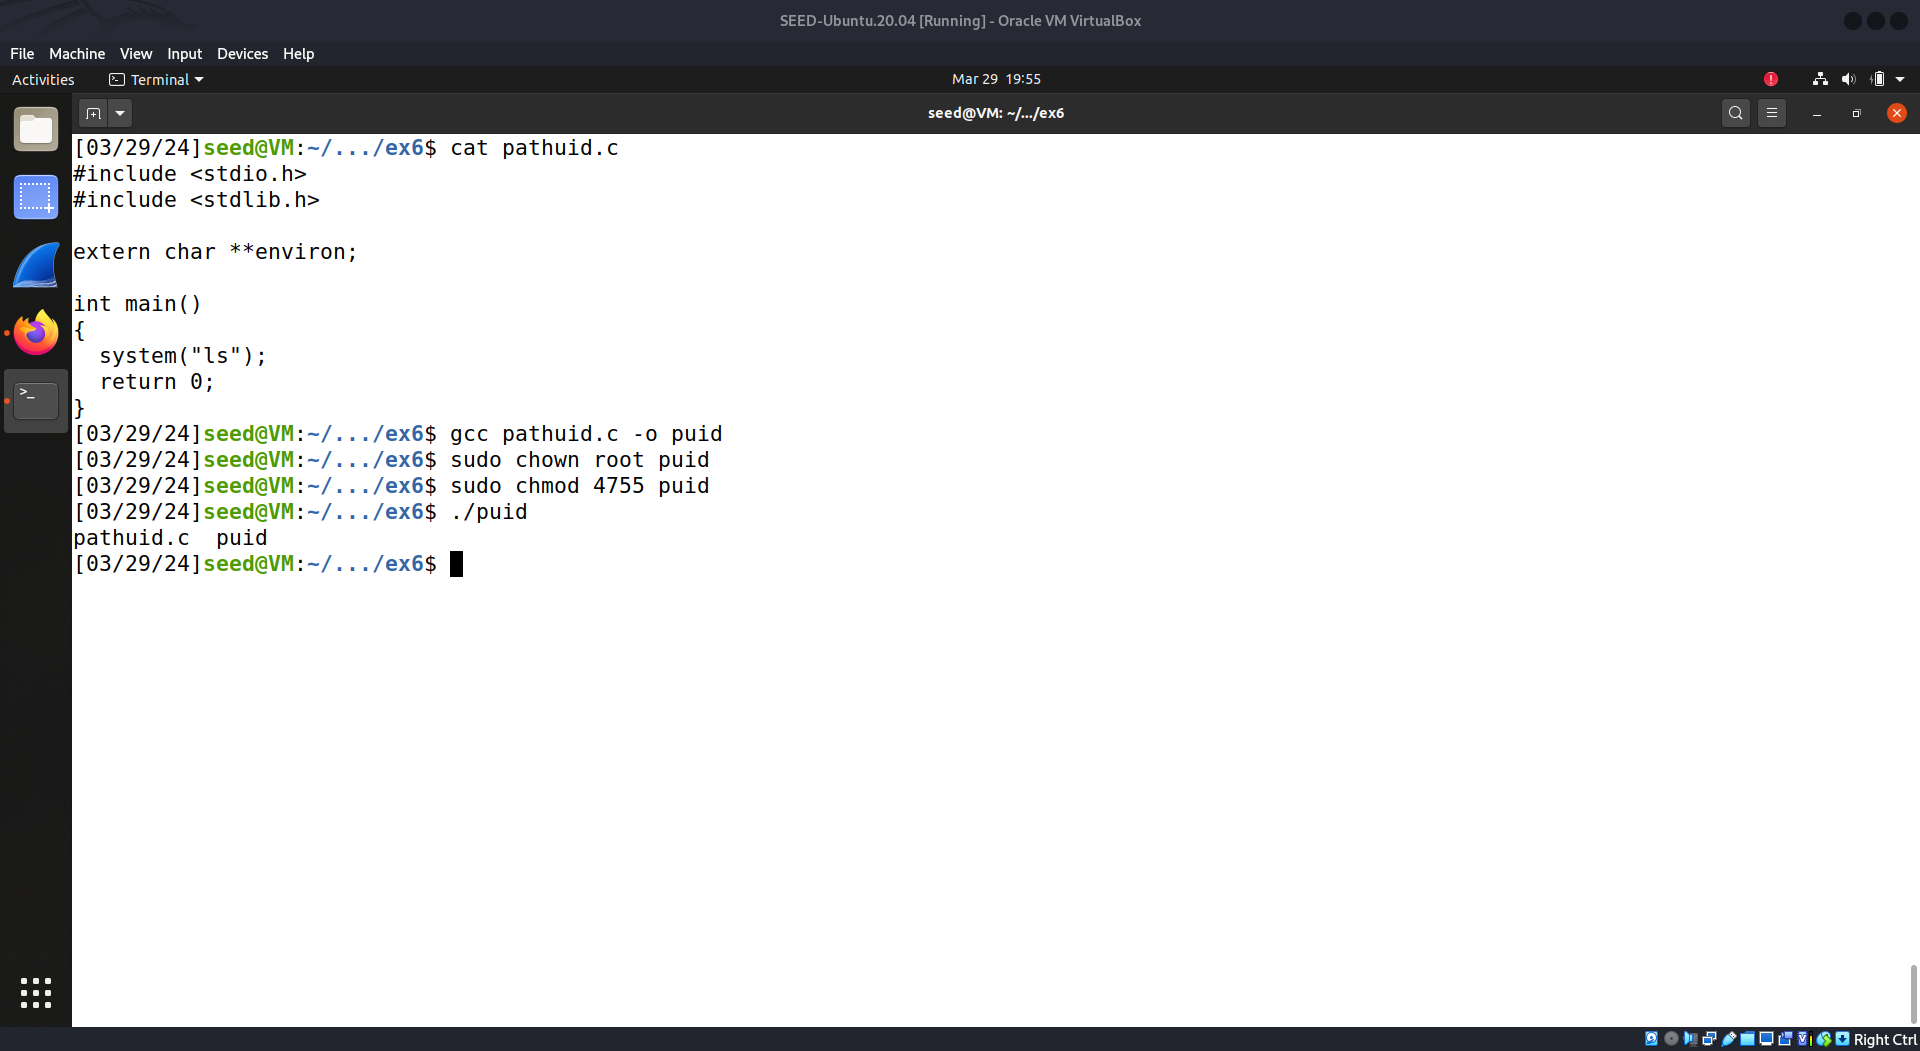 SEED-Ubuntu.20.04 [Running] - Oracle VM VirtualBox
File Machine View Input Devices Help
Activities Terminal Mar 29 19:55
seed@VM: ~/.../ex6
[03/29/24]seed@VM:~/.../ex6$ cat pathuid.c
#include <stdio.h>
#include <stdlib.h>
extern char **environ;
int main()
{
  system("ls");
  return 0;
}
[03/29/24]seed@VM:~/.../ex6$ gcc pathuid.c -o puid
[03/29/24]seed@VM:~/.../ex6$ sudo chown root puid
[03/29/24]seed@VM:~/.../ex6$ sudo chmod 4755 puid
[03/29/24]seed@VM:~/.../ex6$ ./puid
pathuid.c  puid
[03/29/24]seed@VM:~/.../ex6$
Right Ctrl